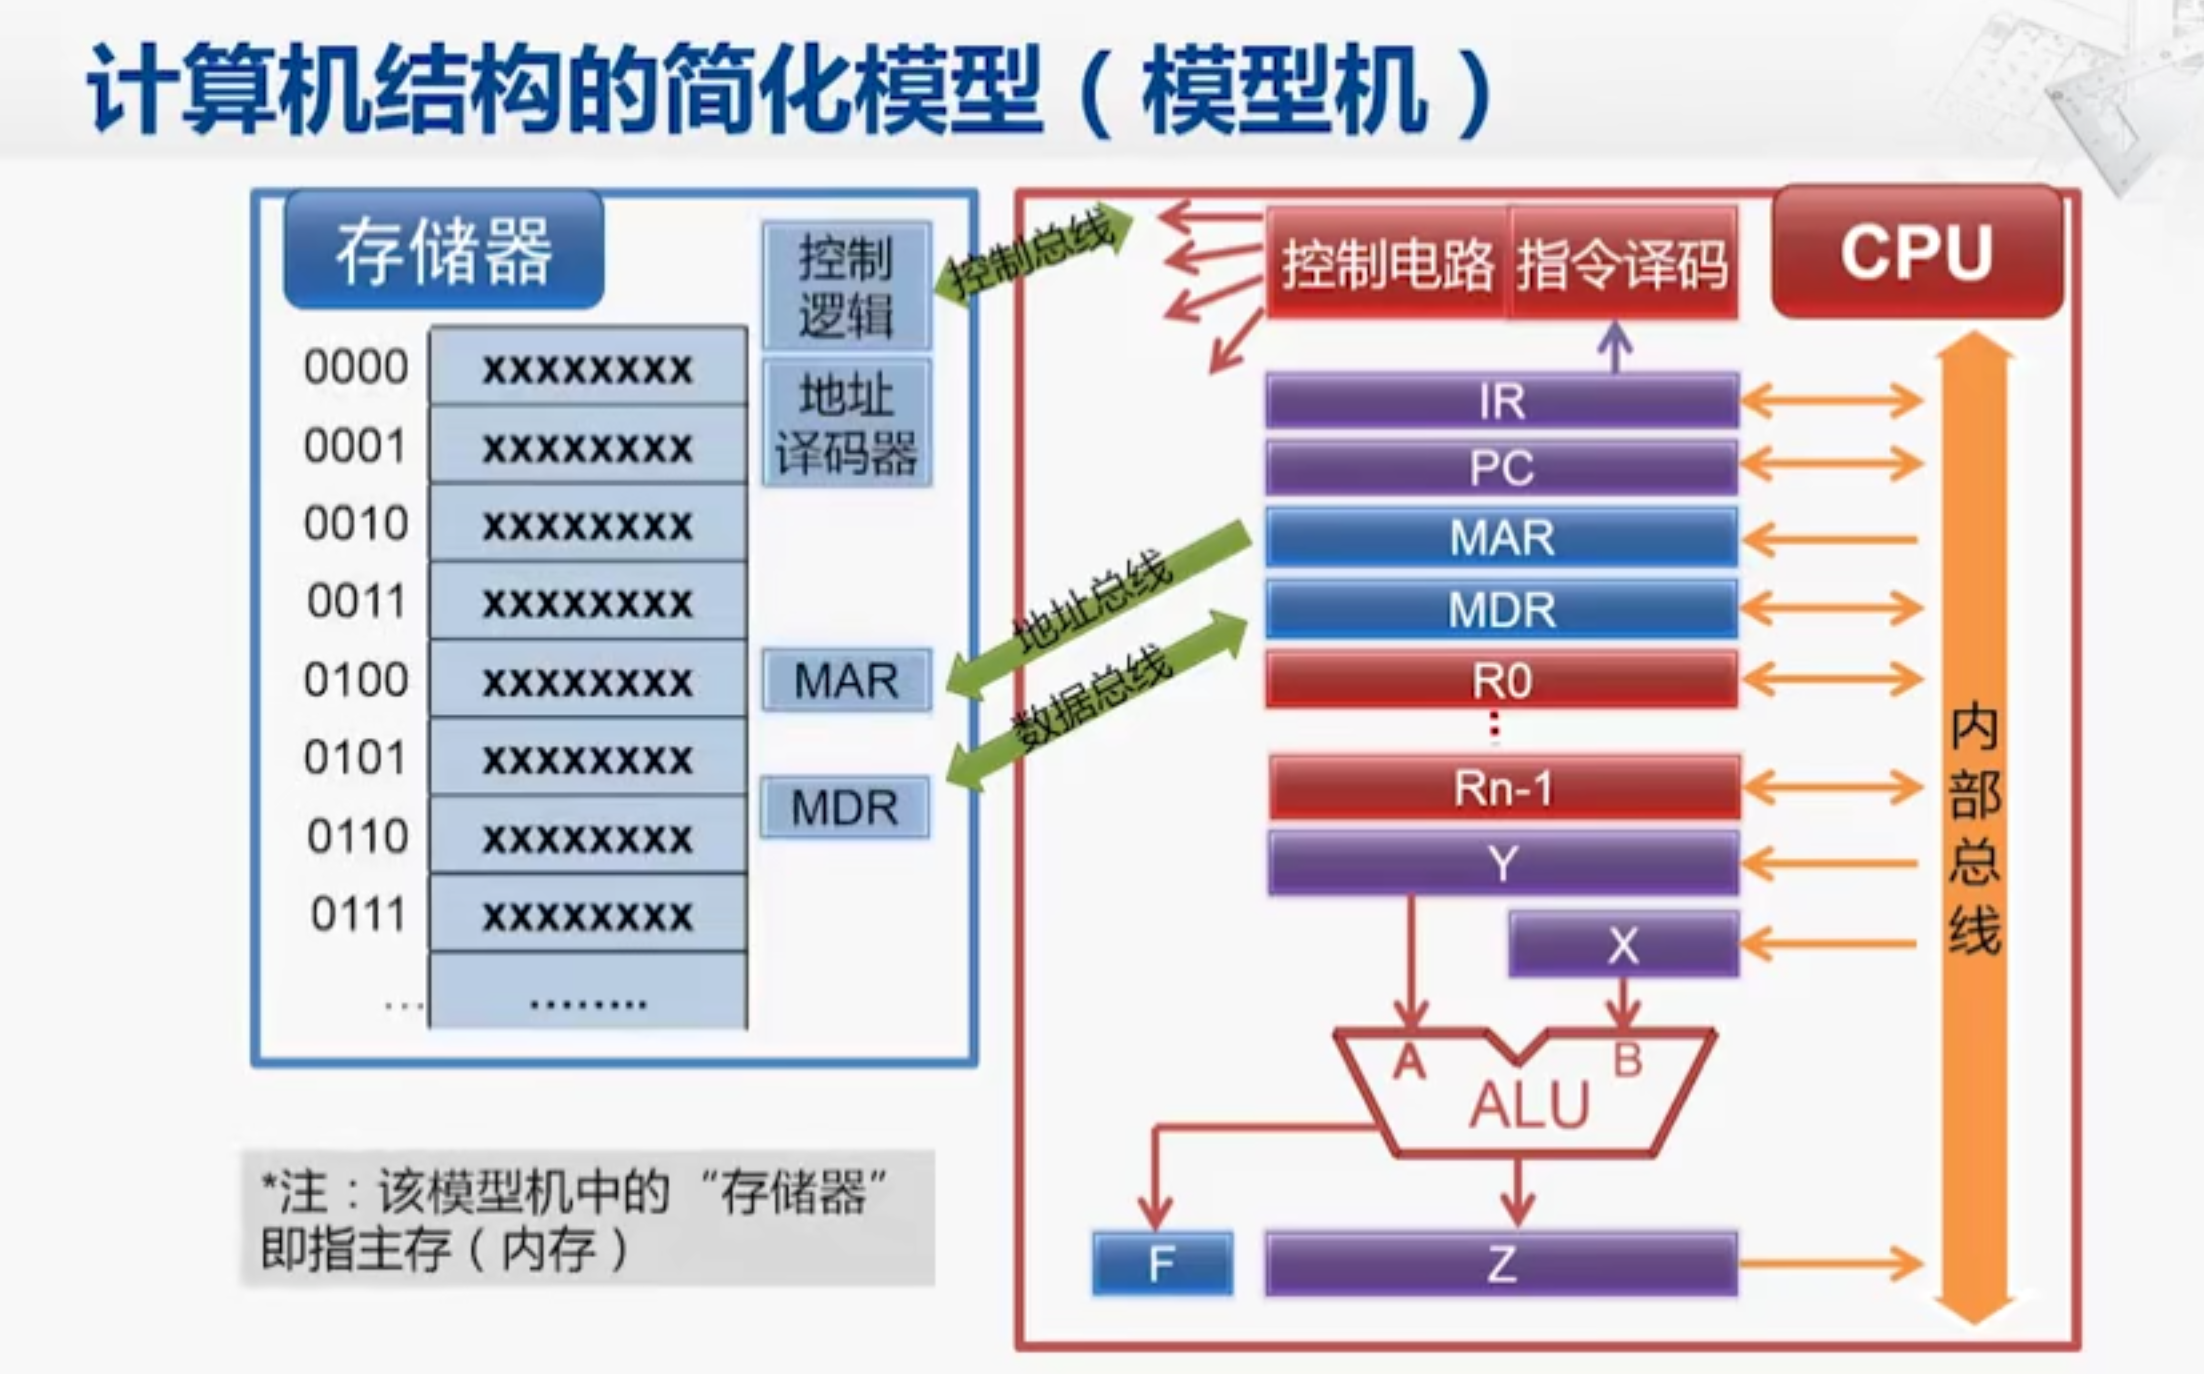 计算机结构的简化模型（模型机）
存储器
控制
逻辑
地址
译码器
0000 xxxxxxxx
0001 xxxxxxxx
0010 xxxxxxxx
0011 xxxxxxxx
0100 xxxxxxxx
0101 xxxxxxxx
0110 xxxxxxxx
0111 xxxxxxxx
... ........
MAR
MDR
控制总线
地址总线
数据总线
CPU
控制电路 指令译码
IR
PC
MAR
MDR
R0
⋮
Rn-1
Y
X
A B
ALU
F Z
内部总线
*注：该模型机中的“存储器”
即指主存（内存）